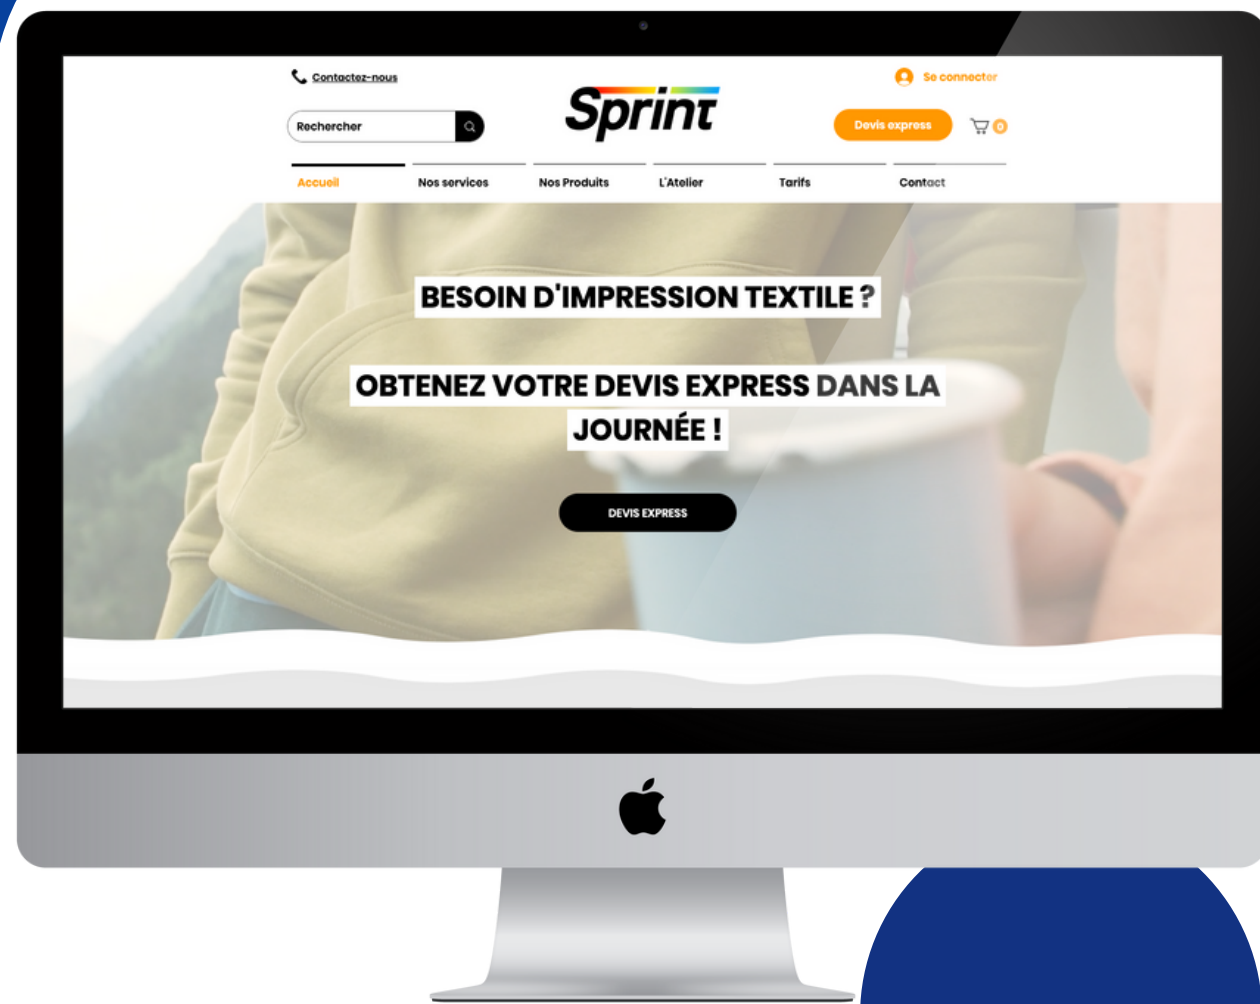 Contactez-nous
Se connecter
Sprint
Rechercher
Devis express
0
Accueil
Nos services
Nos Produits
L'Atelier
Tarifs
Contact
BESOIN D'IMPRESSION TEXTILE ?
OBTENEZ VOTRE DEVIS EXPRESS DANS LA
JOURNÉE !
DEVIS EXPRESS